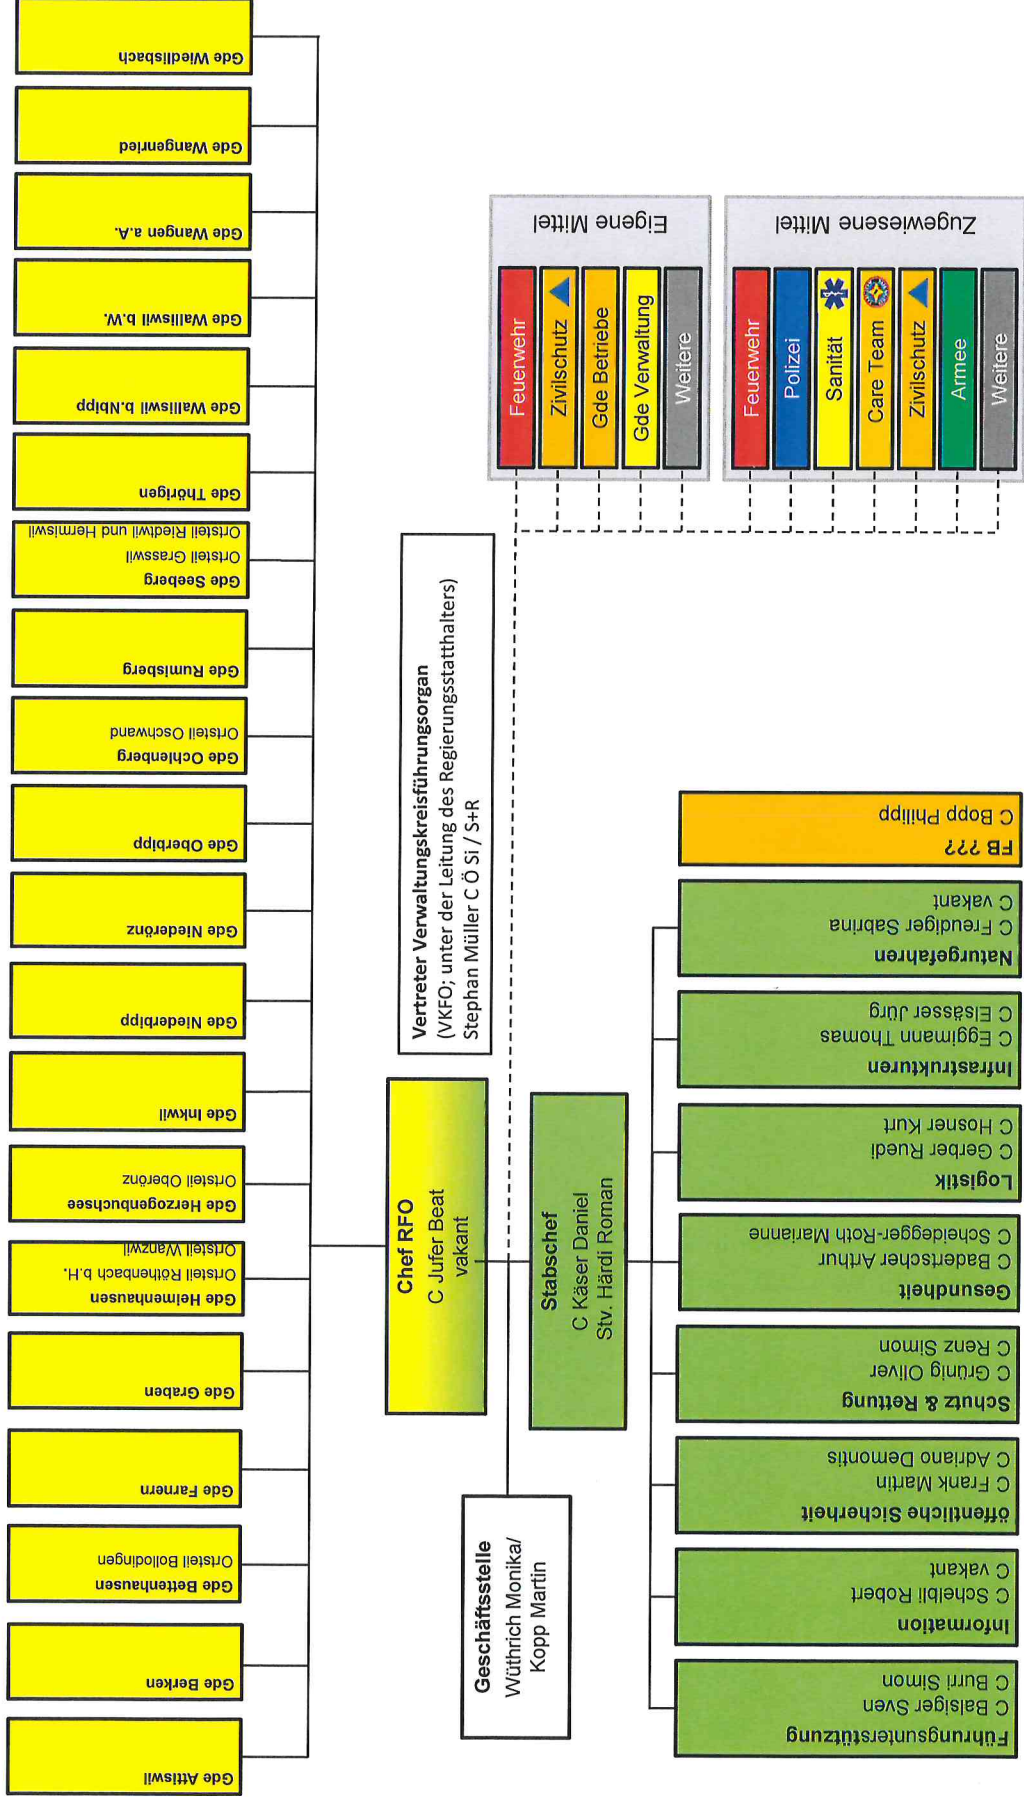 Gde Attiswil
Gde Berken
Gde Bettenhausen
Ortsteil Bollodingen
Gde Farnern
Gde Graben
Gde Heimenhausen
Ortsteil Röthenbach b.H.
Ortsteil Wanzwil
Gde Herzogenbuchsee
Ortsteil Oberönz
Gde Inkwil
Gde Niederbipp
Gde Niederönz
Gde Oberbipp
Gde Ochlenberg
Ortsteil Oschwand
Gde Rumisberg
Gde Seeberg
Ortsteil Grasswil
Ortsteil Riedtwil und Hermiswil
Gde Thörigen
Gde Walliswil b.Nbipp
Gde Walliswil b.W.
Gde Wangen a.A.
Gde Wangenried
Gde Wiedlisbach
Chef RFO
C Jufer Beat
vakant
Vertreter Verwaltungskreisführungsorgan
(VKFO; unter der Leitung des Regierungsstatthalters)
Stephan Müller C Ö Si / S+R
Geschäftsstelle
Wüthrich Monika/
Kopp Martin
Stabschef
C Käser Daniel
Stv. Härdi Roman
Eigene Mittel
Feuerwehr
Zivilschutz
Gde Betriebe
Gde Verwaltung
Weitere
Zugewiesene Mittel
Feuerwehr
Polizei
Sanität
Care Team
Zivilschutz
Armee
Weitere
Führungsunterstützung
C Balsiger Sven
C Burri Simon
Information
C Scheibli Robert
C vakant
öffentliche Sicherheit
C Frank Martin
C Adriano Demontis
Schutz & Rettung
C Grünig Oliver
C Renz Simon
Gesundheit
C Badertscher Arthur
C Scheidegger-Roth Marianne
Logistik
C Gerber Ruedi
C Hosner Kurt
Infrastrukturen
C Eggimann Thomas
C Elsässer Jürg
Naturgefahren
C Freudiger Sabrina
C vakant
FB ???
C Bopp Philipp